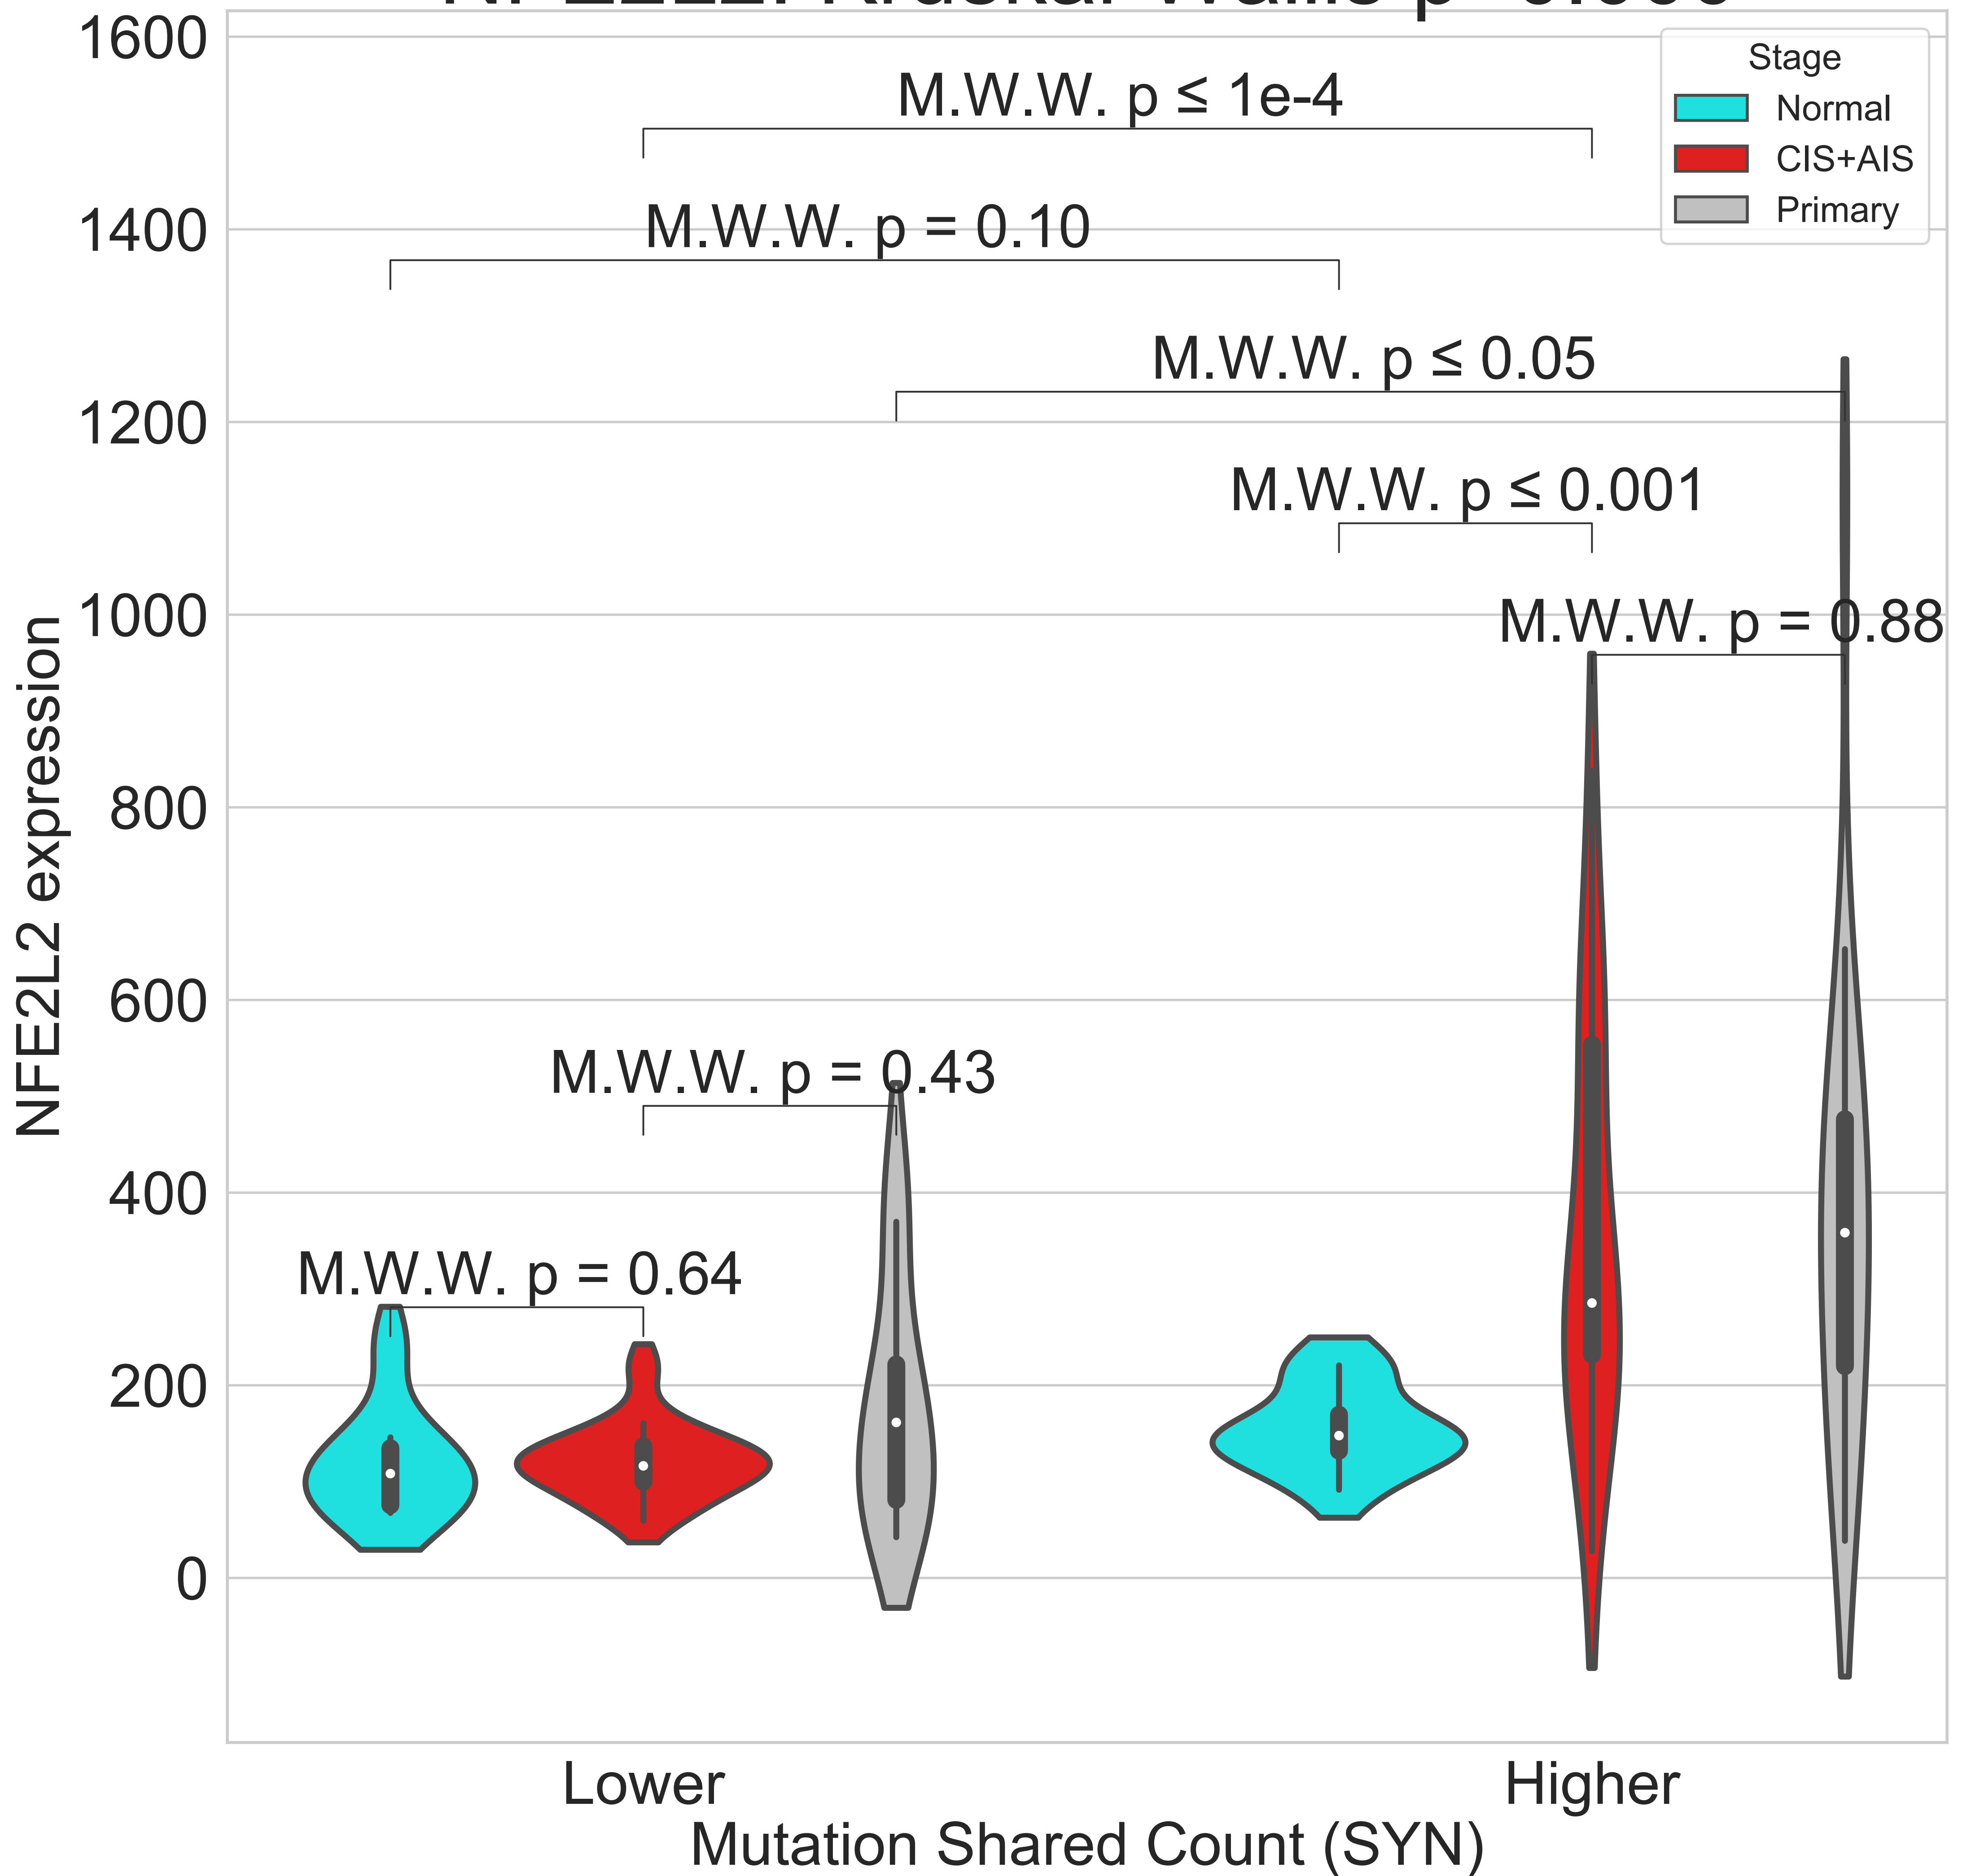 1600
1400
1200
1000
800
600
400
200
0
NFE2L2 expression
M.W.W. p ≤ 1e-4
M.W.W. p = 0.10
M.W.W. p ≤ 0.05
M.W.W. p ≤ 0.001
M.W.W. p = 0.88
M.W.W. p = 0.43
M.W.W. p = 0.64
Stage
Normal
CIS+AIS
Primary
Lower
Higher
Mutation Shared Count (SYN)